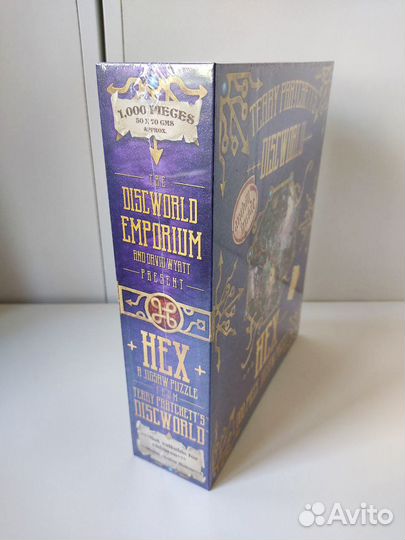 1,000 PIECES
50 X 70 CMS
APPROX.
THE
DISCWORLD
EMPORIUM
AND DAVID WYATT
PRESENT
HEX
A JIGSAW PUZZLE
FROM
TERRY PRATCHETT'S
DISCWORLD
TERRY PRATCHETT'S
DISCWORLD
HEX
Avito